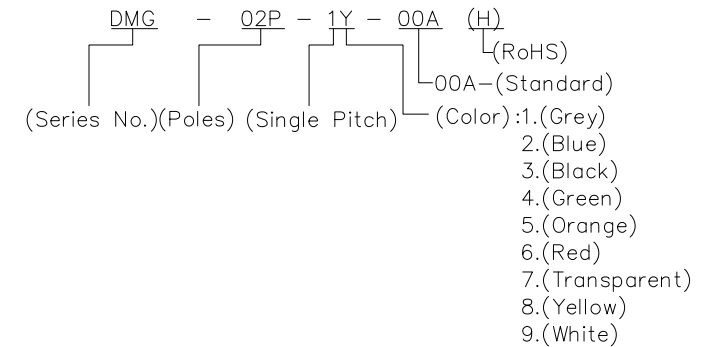 DMG - 02P - 1Y - 00A (H)
(RoHS)
00A-(Standard)
(Series No.)(Poles) (Single Pitch) (Color):1.(Grey)
2.(Blue)
3.(Black)
4.(Green)
5.(Orange)
6.(Red)
7.(Transparent)
8.(Yellow)
9.(White)